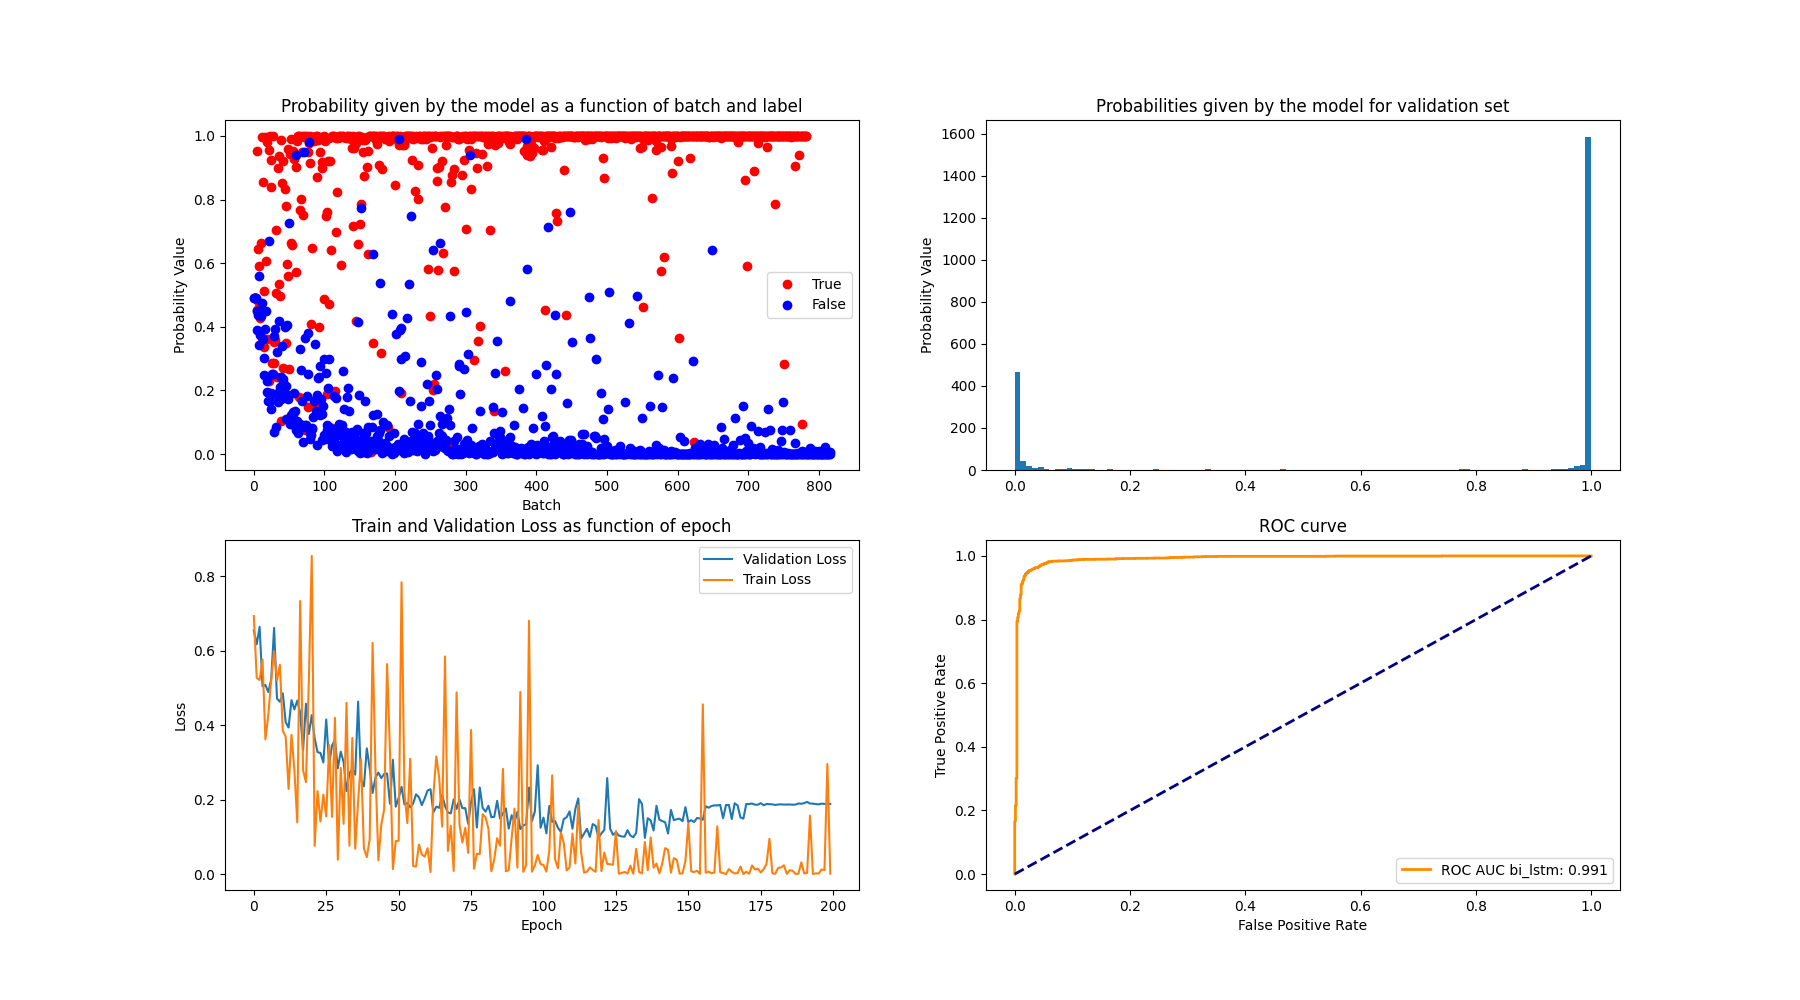 Probability given by the model as a function of batch and label
1.0
0.8
0.6
0.4
0.2
0.0
Probability Value
True
False
0 100 200 300 400 500 600 700 800
Batch
Probabilities given by the model for validation set
1600
1400
1200
1000
800
600
400
200
0
Probability Value
0.0 0.2 0.4 0.6 0.8 1.0
Train and Validation Loss as function of epoch
Validation Loss
Train Loss
0.8
0.6
0.4
0.2
0.0
Loss
0 25 50 75 100 125 150 175 200
Epoch
ROC curve
1.0
0.8
0.6
0.4
0.2
0.0
True Positive Rate
ROC AUC bi_lstm: 0.991
0.0 0.2 0.4 0.6 0.8 1.0
False Positive Rate